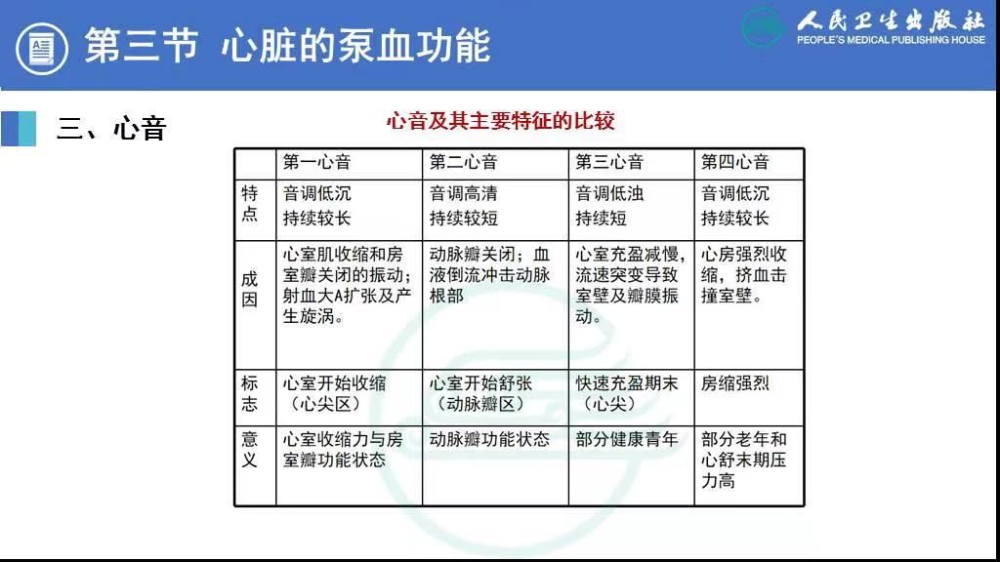 第三节 心脏的泵血功能
人民卫生出版社
PEOPLE'S MEDICAL PUBLISHING HOUSE
三、心音
心音及其主要特征的比较
第一心音 第二心音 第三心音 第四心音
特点
音调低沉
持续较长
音调高清
持续较短
音调低浊
持续短
音调低沉
持续较长
成因
心室肌收缩和房
室瓣关闭的振动；
射血大A扩张及产
生旋涡。
动脉瓣关闭；血
液倒流冲击动脉
根部
心室充盈减慢，
流速突变导致
室壁及瓣膜振
动。
心房强烈收
缩，挤血击
撞室壁。
标志
心室开始收缩
（心尖区）
心室开始舒张
（动脉瓣区）
快速充盈期末
（心尖）
房缩强烈
意义
心室收缩力与房
室瓣功能状态
动脉瓣功能状态
部分健康青年
部分老年和
心舒末期压
力高